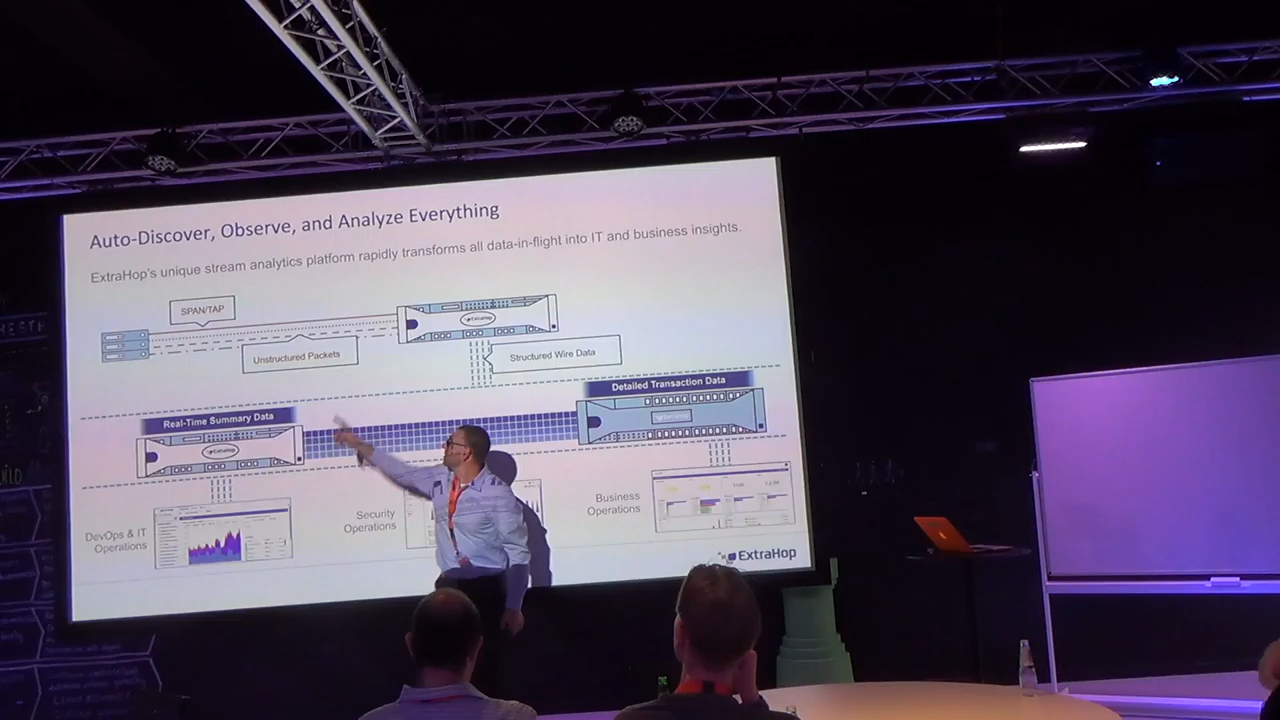 Auto-Discover, Observe, and Analyze Everything
ExtraHop's unique stream analytics platform rapidly transforms all data-in-flight into IT and business insights.
SPAN/TAP
ExtraHop
Unstructured Packets
Structured Wire Data
Detailed Transaction Data
Real-Time Summary Data
ExtraHop
DevOps & IT
Operations
Security
Operations
Business
Operations
ExtraHop